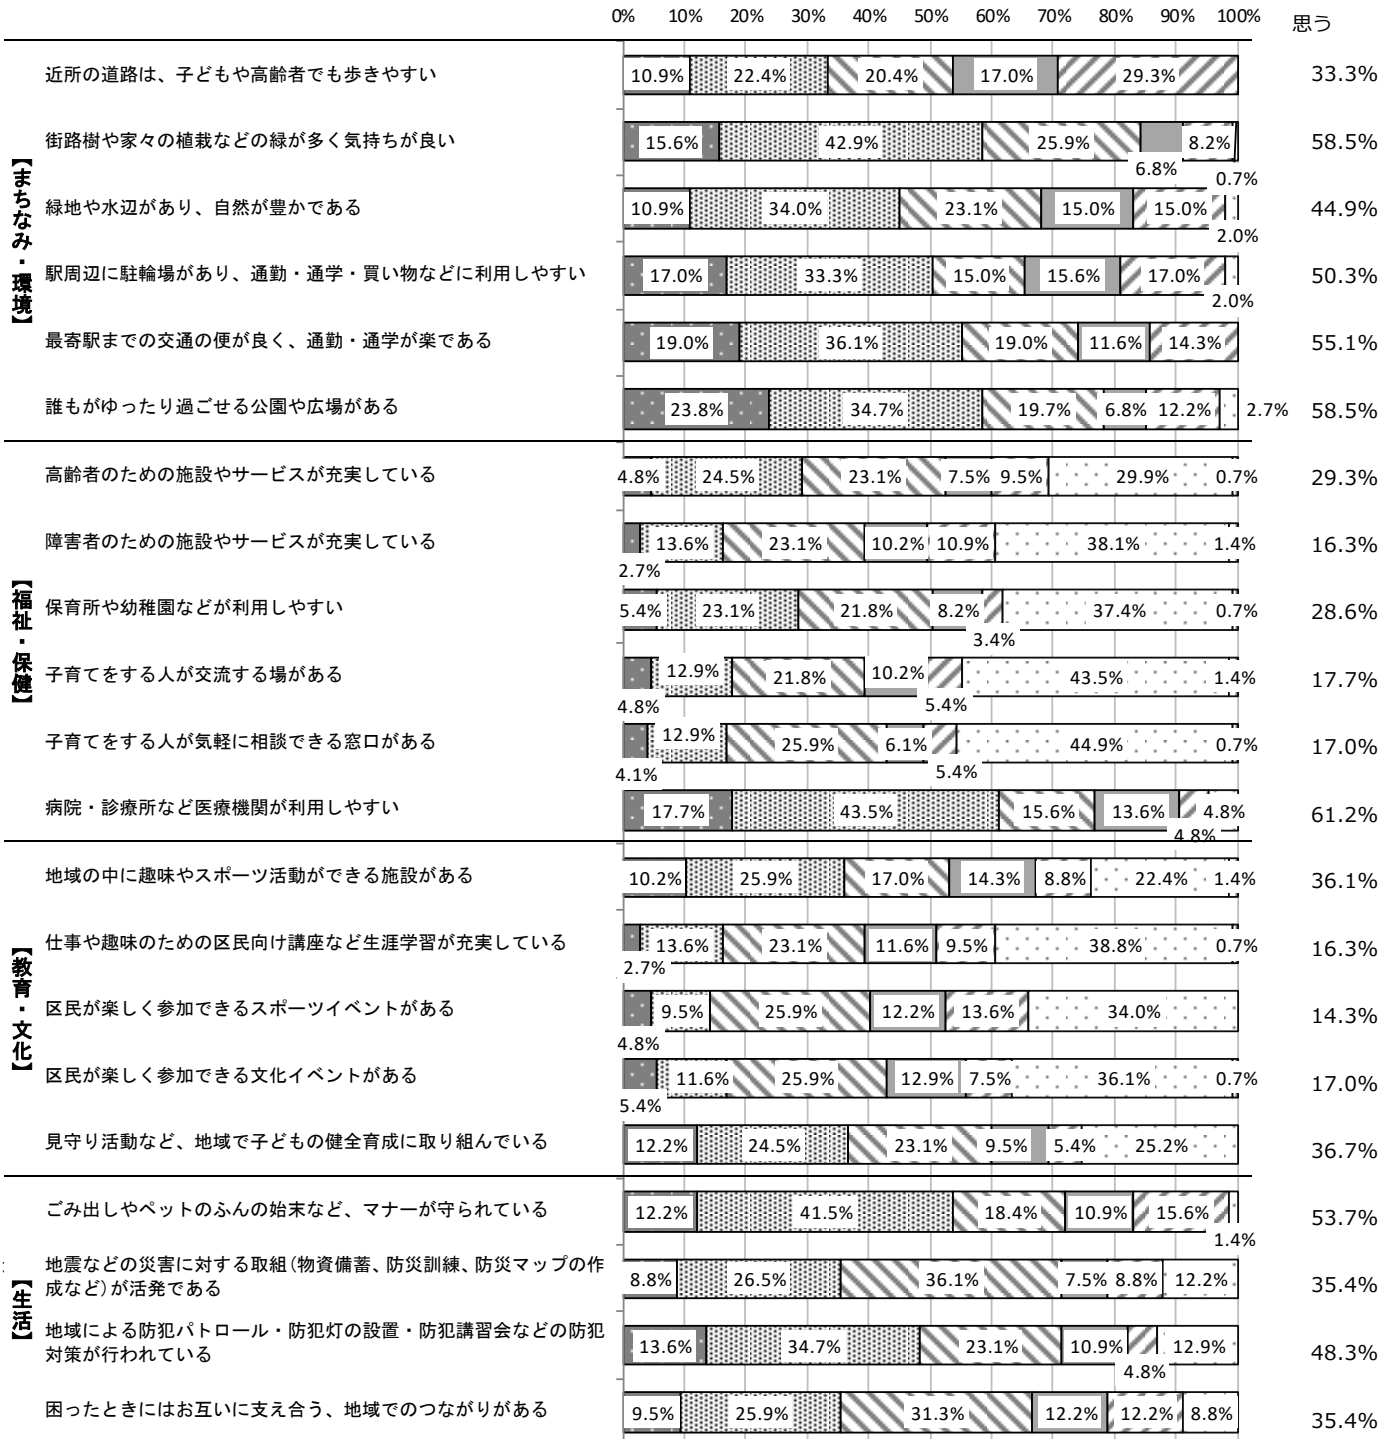 0% 10% 20% 30% 40% 50% 60% 70% 80% 90% 100% 思う
【まちなみ・環境】
近所の道路は、子どもや高齢者でも歩きやすい 10.9% 22.4% 20.4% 17.0% 29.3% 33.3%
街路樹や家々の植栽などの緑が多く気持ちが良い 15.6% 42.9% 25.9% 6.8% 8.2% 0.7% 58.5%
緑地や水辺があり、自然が豊かである 10.9% 34.0% 23.1% 15.0% 15.0% 2.0% 44.9%
駅周辺に駐輪場があり、通勤・通学・買い物などに利用しやすい 17.0% 33.3% 15.0% 15.6% 17.0% 2.0% 50.3%
最寄駅までの交通の便が良く、通勤・通学が楽である 19.0% 36.1% 19.0% 11.6% 14.3% 55.1%
誰もがゆったり過ごせる公園や広場がある 23.8% 34.7% 19.7% 6.8% 12.2% 2.7% 58.5%
【福祉・保健】
高齢者のための施設やサービスが充実している 4.8% 24.5% 23.1% 7.5% 9.5% 29.9% 0.7% 29.3%
障害者のための施設やサービスが充実している 2.7% 13.6% 23.1% 10.2% 10.9% 38.1% 1.4% 16.3%
保育所や幼稚園などが利用しやすい 5.4% 23.1% 21.8% 8.2% 3.4% 37.4% 0.7% 28.6%
子育てをする人が交流する場がある 4.8% 12.9% 21.8% 10.2% 5.4% 43.5% 1.4% 17.7%
子育てをする人が気軽に相談できる窓口がある 4.1% 12.9% 25.9% 6.1% 5.4% 44.9% 0.7% 17.0%
病院・診療所など医療機関が利用しやすい 17.7% 43.5% 15.6% 13.6% 4.8% 4.8% 61.2%
【教育・文化】
地域の中に趣味やスポーツ活動ができる施設がある 10.2% 25.9% 17.0% 14.3% 8.8% 22.4% 1.4% 36.1%
仕事や趣味のための区民向け講座など生涯学習が充実している 2.7% 13.6% 23.1% 11.6% 9.5% 38.8% 0.7% 16.3%
区民が楽しく参加できるスポーツイベントがある 4.8% 9.5% 25.9% 12.2% 13.6% 34.0% 14.3%
区民が楽しく参加できる文化イベントがある 5.4% 11.6% 25.9% 12.9% 7.5% 36.1% 0.7% 17.0%
見守り活動など、地域で子どもの健全育成に取り組んでいる 12.2% 24.5% 23.1% 9.5% 5.4% 25.2% 36.7%
【生活】
ごみ出しやペットのふんの始末など、マナーが守られている 12.2% 41.5% 18.4% 10.9% 15.6% 1.4% 53.7%
地震などの災害に対する取組(物資備蓄、防災訓練、防災マップの作
成など)が活発である 8.8% 26.5% 36.1% 7.5% 8.8% 12.2% 35.4%
地域による防犯パトロール・防犯灯の設置・防犯講習会などの防犯
対策が行われている 13.6% 34.7% 23.1% 10.9% 4.8% 12.9% 48.3%
困ったときにはお互いに支え合う、地域でのつながりがある 9.5% 25.9% 31.3% 12.2% 12.2% 8.8% 35.4%